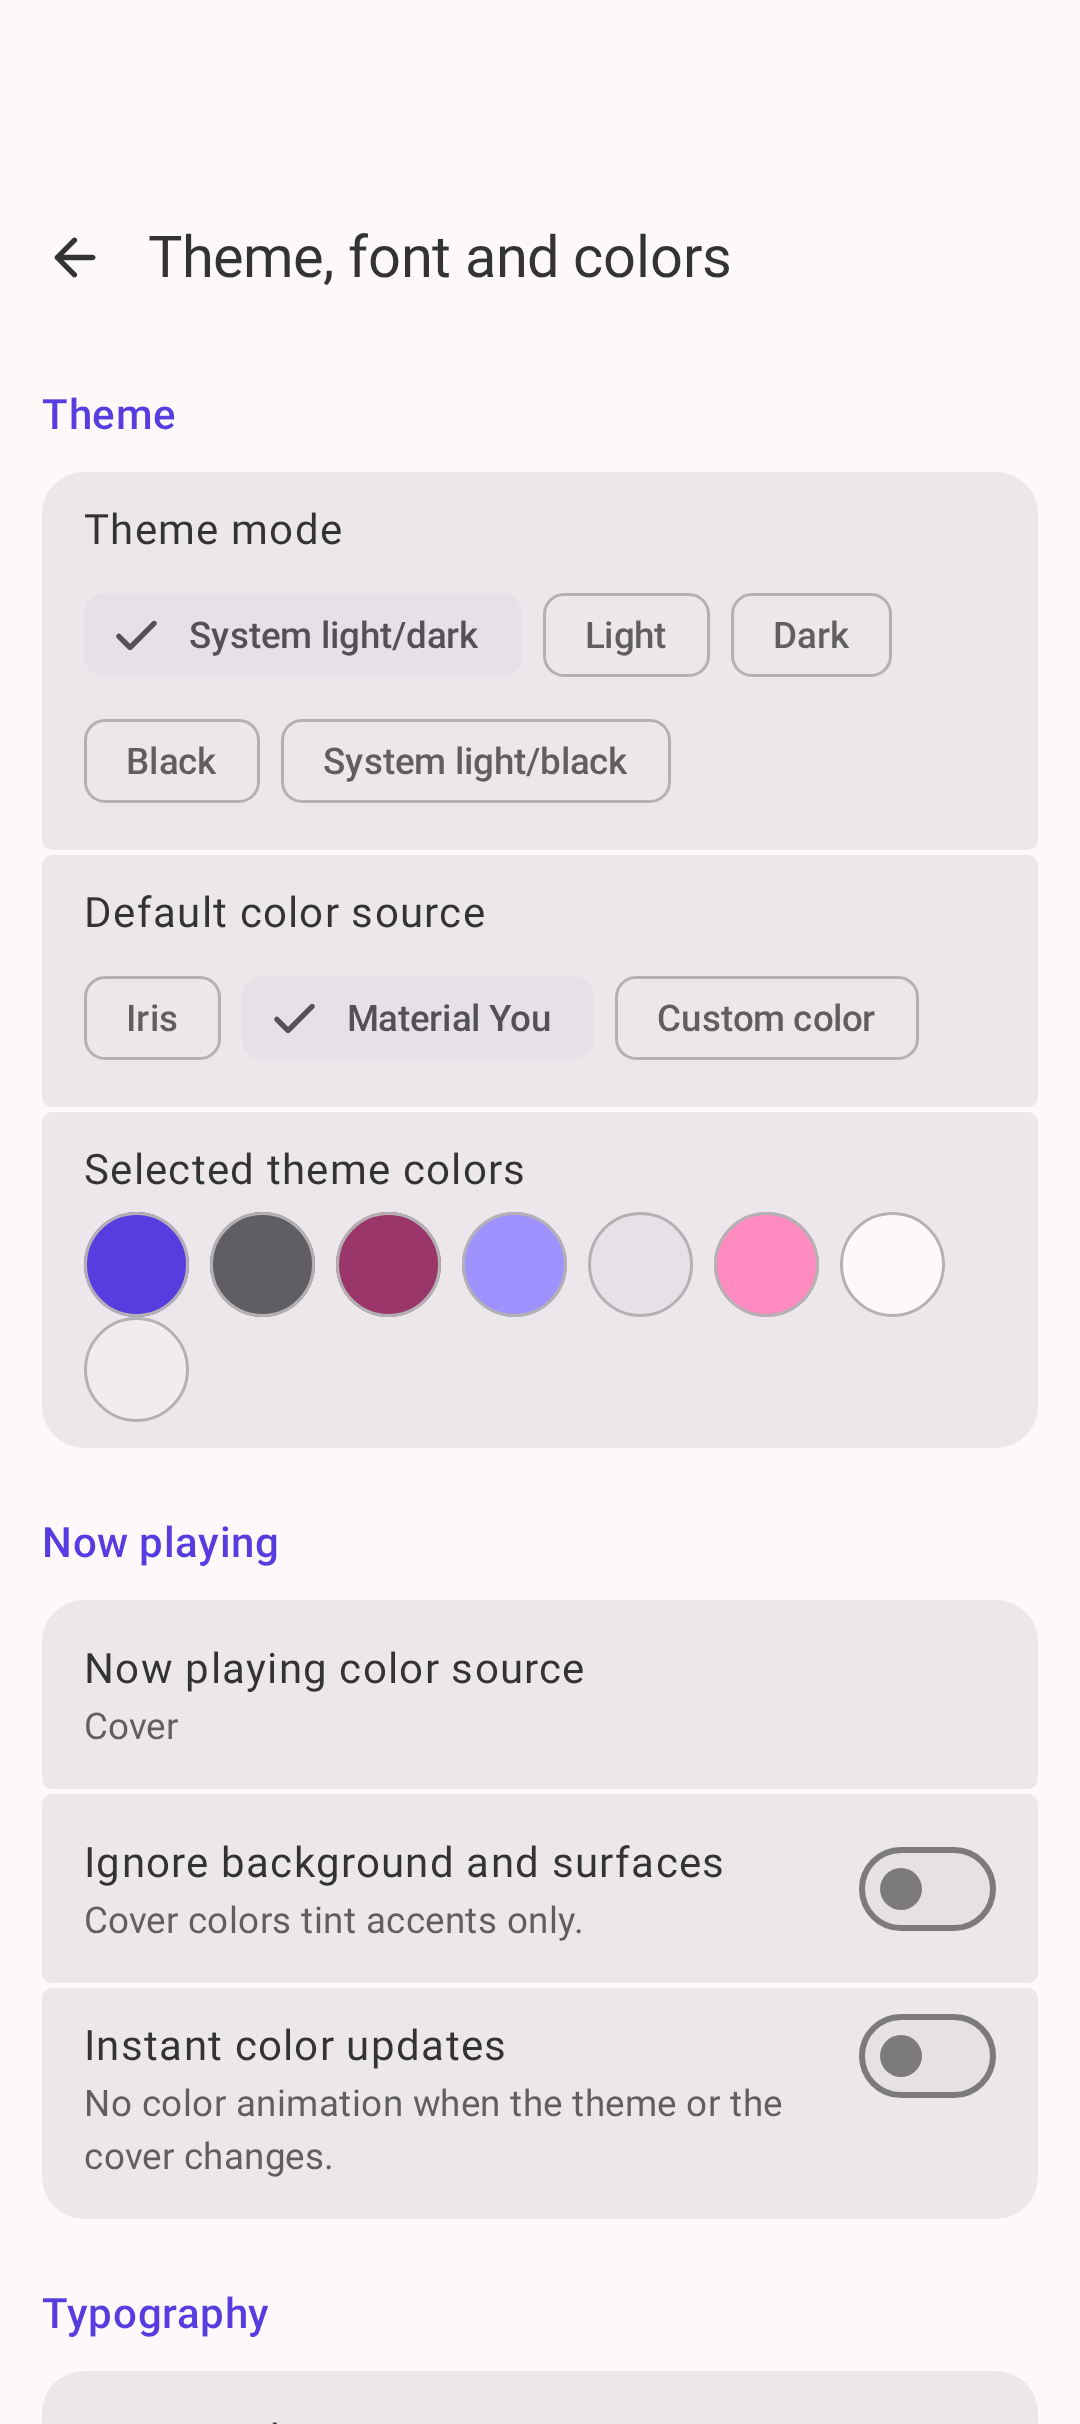 Theme, font and colors
Theme
Theme mode
System light/dark
Light
Dark
Black
System light/black
Default color source
Iris
Material You
Custom color
Selected theme colors
Now playing
Now playing color source
Cover
Ignore background and surfaces
Cover colors tint accents only.
Instant color updates
No color animation when the theme or the
cover changes.
Typography